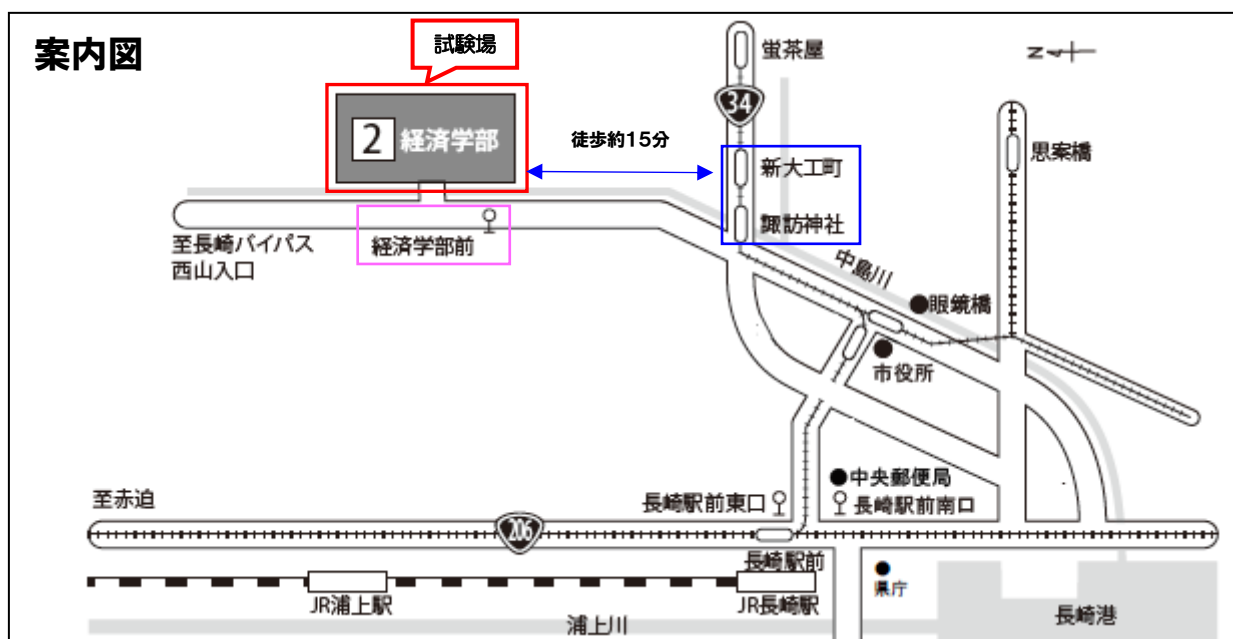 案内図
試験場
蛍茶屋
N
34
2 経済学部
徒歩約15分
新大工町
思案橋
諏訪神社
至長崎バイパス
西山入口
経済学部前
中島川
眼鏡橋
市役所
中央郵便局
至赤迫
長崎駅前東口
長崎駅前南口
206
長崎駅前
県庁
JR浦上駅
JR長崎駅
長崎港
浦上川